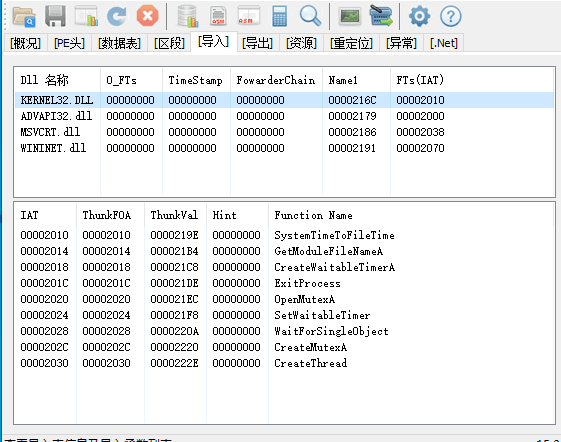 ASM ASM
[概况] [PE头] [数据表] [区段] [导入] [导出] [资源] [重定位] [异常] [.Net]
Dll 名称 O_FTs TimeStamp FowarderChain Name1 FTs(IAT)
KERNEL32.DLL 00000000 00000000 00000000 0000216C 00002010
ADVAPI32.dll 00000000 00000000 00000000 00002179 00002000
MSVCRT.dll 00000000 00000000 00000000 00002186 00002038
WININET.dll 00000000 00000000 00000000 00002191 00002070
IAT ThunkFOA ThunkVal Hint Function Name
00002010 00002010 0000219E 00000000 SystemTimeToFileTime
00002014 00002014 000021B4 00000000 GetModuleFileNameA
00002018 00002018 000021C8 00000000 CreateWaitableTimerA
0000201C 0000201C 000021DE 00000000 ExitProcess
00002020 00002020 000021EC 00000000 OpenMutexA
00002024 00002024 000021F8 00000000 SetWaitableTimer
00002028 00002028 0000220A 00000000 WaitForSingleObject
0000202C 0000202C 00002220 00000000 CreateMutexA
00002030 00002030 0000222E 00000000 CreateThread